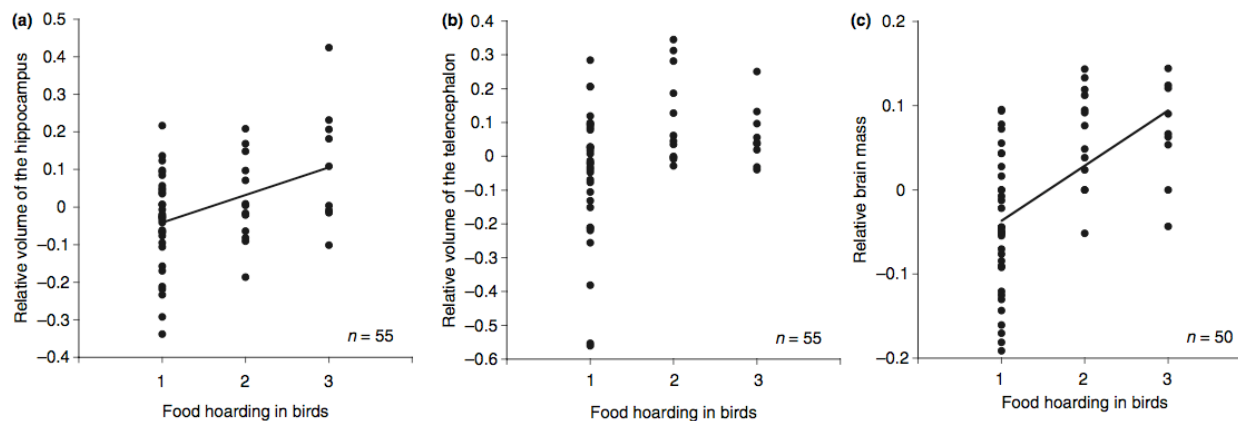 (a)
Relative volume of the hippocampus
0.5
0.4
0.3
0.2
0.1
0
–0.1
–0.2
–0.3
–0.4
1 2 3
n = 55
Food hoarding in birds
(b)
Relative volume of the telencephalon
0.4
0.3
0.2
0.1
0
–0.1
–0.2
–0.3
–0.4
–0.5
–0.6
1 2 3
n = 55
Food hoarding in birds
(c)
Relative brain mass
0.2
0.1
0
–0.1
–0.2
1 2 3
n = 50
Food hoarding in birds